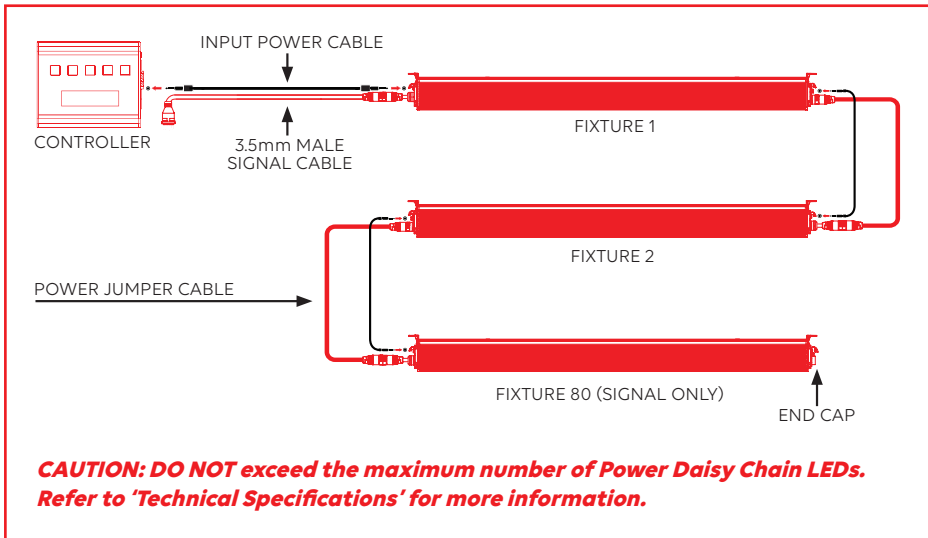 INPUT POWER CABLE
CONTROLLER
3.5mm MALE
SIGNAL CABLE
FIXTURE 1
FIXTURE 2
POWER JUMPER CABLE
FIXTURE 80 (SIGNAL ONLY)
END CAP
CAUTION: DO NOT exceed the maximum number of Power Daisy Chain LEDs.
Refer to ‘Technical Specifications’ for more information.